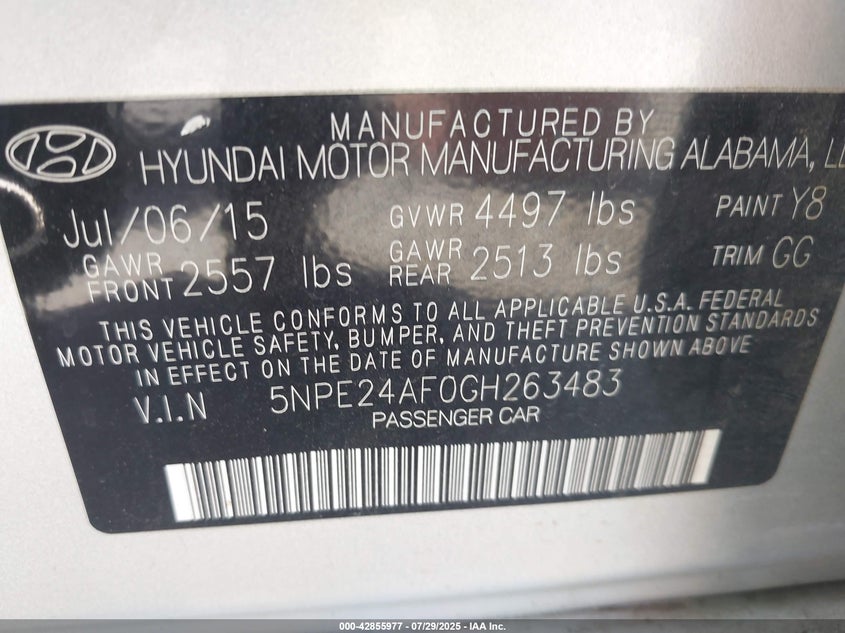 MANUFACTURED BY
HYUNDAI MOTOR MANUFACTURING ALABAMA,
Jul/06/15 GVWR 4497 lbs PAINT Y8
GAWR FRONT 2557 lbs GAWR REAR 2513 lbs TRIM GG
THIS VEHICLE CONFORMS TO ALL APPLICABLE U.S.A. FEDERAL
MOTOR VEHICLE SAFETY, BUMPER, AND THEFT PREVENTION STANDARDS
IN EFFECT ON THE DATE OF MANUFACTURE SHOWN ABOVE
V.I.N 5NPE24AF0GH263483
PASSENGER CAR
000-42855977 - 07/29/2025 - IAA Inc.